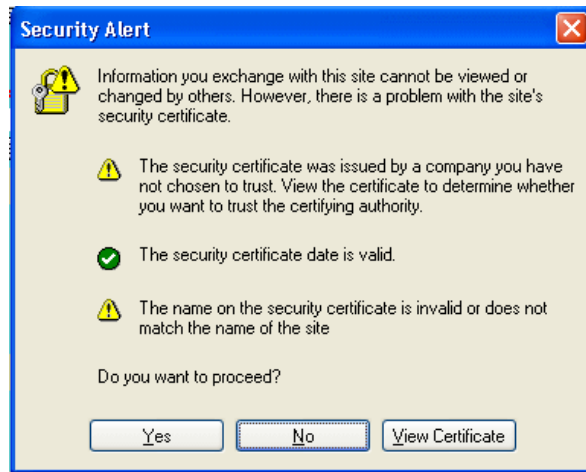 Security Alert
Information you exchange with this site cannot be viewed or
changed by others. However, there is a problem with the site's
security certificate.
The security certificate was issued by a company you have
not chosen to trust. View the certificate to determine whether
you want to trust the certifying authority.
The security certificate date is valid.
The name on the security certificate is invalid or does not
match the name of the site
Do you want to proceed?
Yes No View Certificate